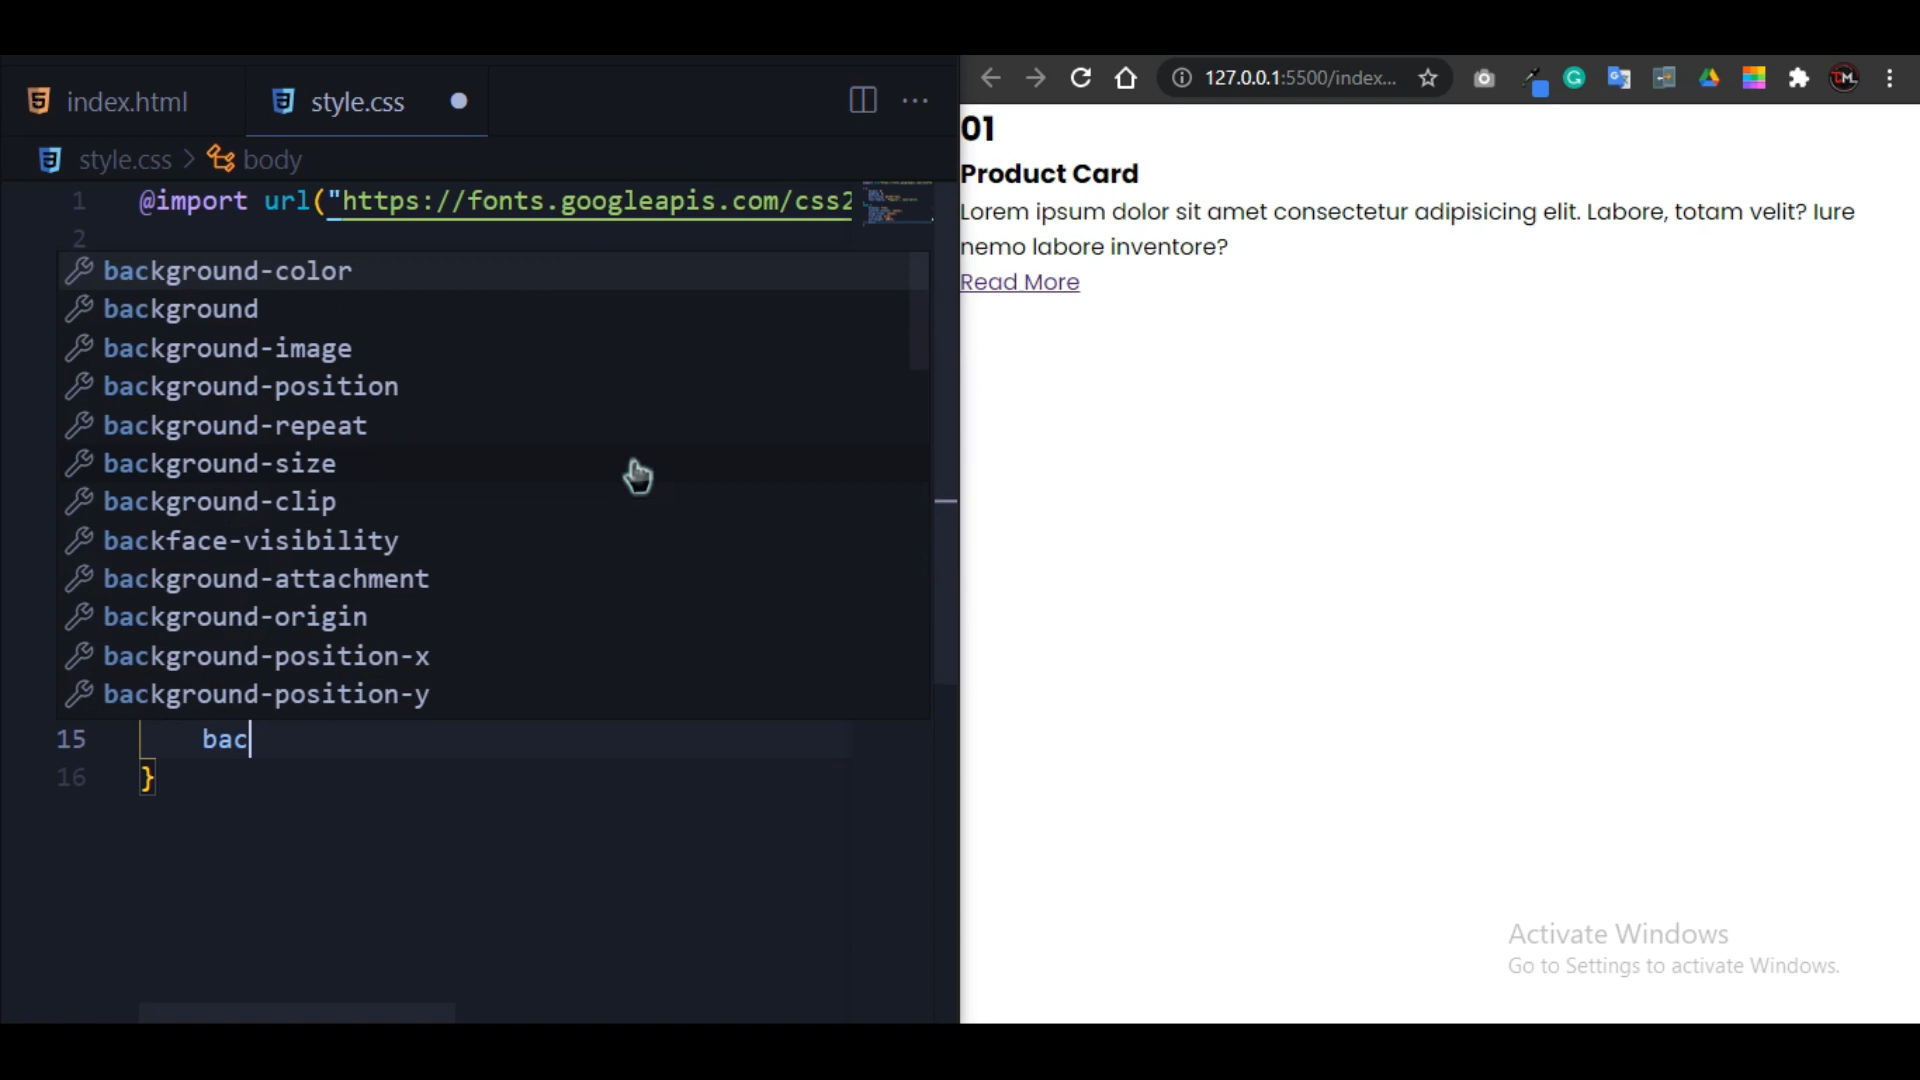 index.html
style.css
style.css > body
1 @import url("https://fonts.googleapis.com/css2
2
background-color
background
background-image
background-position
background-repeat
background-size
background-clip
backface-visibility
background-attachment
background-origin
background-position-x
background-position-y
15 bac
16 }
127.0.0.1:5500/index...
01
Product Card
Lorem ipsum dolor sit amet consectetur adipisicing elit. Labore, totam velit? Iure
nemo labore inventore?
Read More
Activate Windows
Go to Settings to activate Windows.